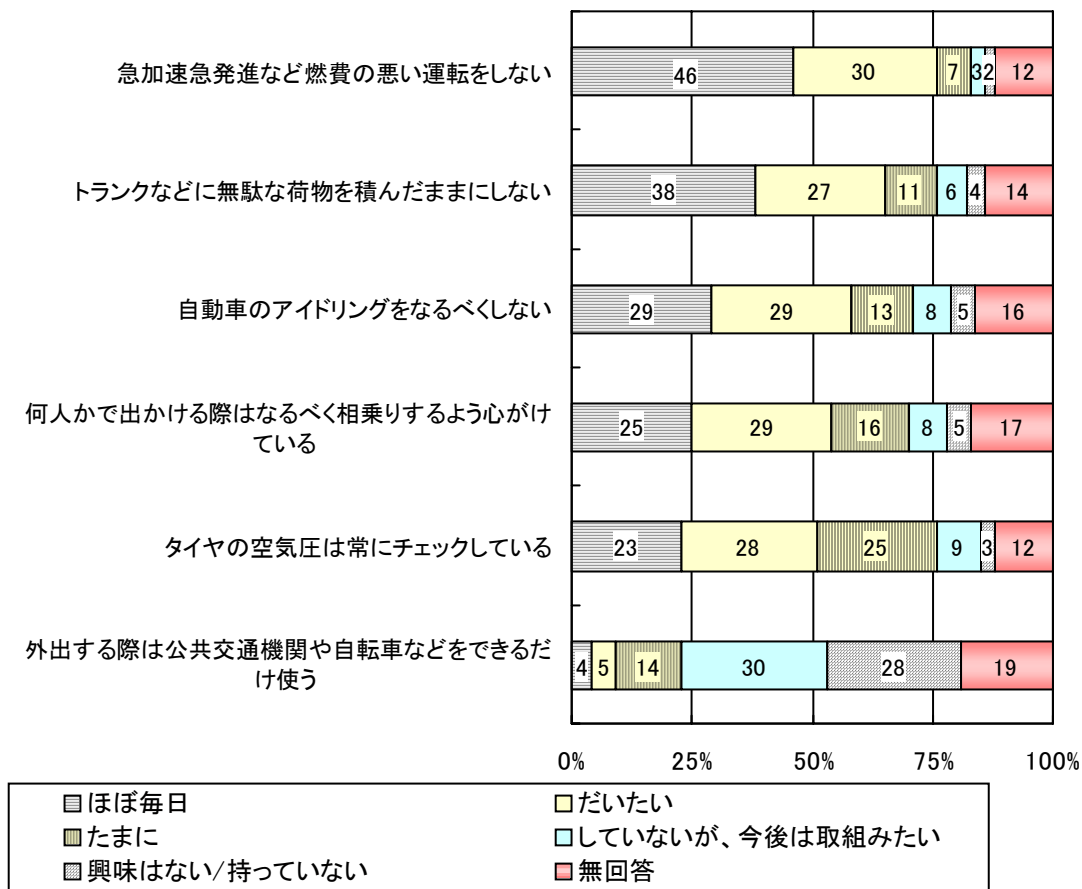 急加速急発進など燃費の悪い運転をしない
46 30 7 3 2 12
トランクなどに無駄な荷物を積んだままにしない
38 27 11 6 4 14
自動車のアイドリングをなるべくしない
29 29 13 8 5 16
何人かで出かける際はなるべく相乗りするよう心がけ
ている
25 29 16 8 5 17
タイヤの空気圧は常にチェックしている
23 28 25 9 3 12
外出する際は公共交通機関や自転車などをできるだ
け使う
4 5 14 30 28 19
0% 25% 50% 75% 100%
ほぼ毎日 だいたい
たまに していないが、今後は取組みたい
興味はない/持っていない 無回答